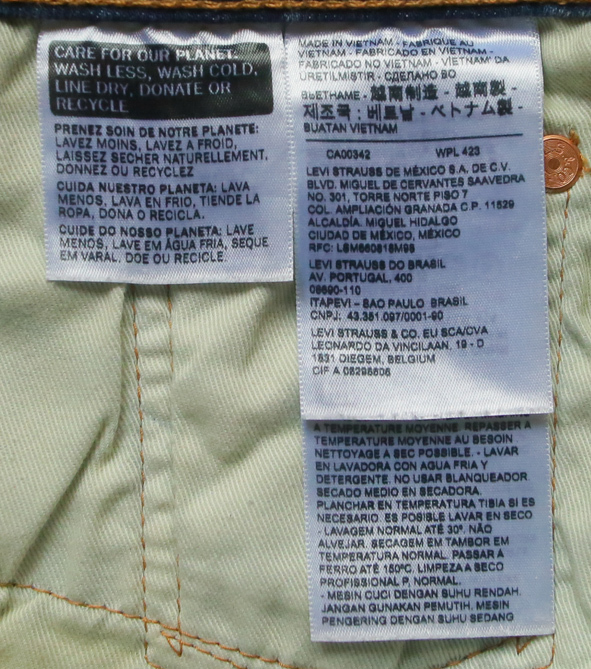 CARE FOR OUR PLANET:
WASH LESS, WASH COLD,
LINE DRY, DONATE OR
RECYCLE
PRENEZ SOIN DE NOTRE PLANETE:
LAVEZ MOINS, LAVEZ A FROID,
LAISSEZ SECHER NATURELLEMENT,
DONNEZ OU RECYCLEZ
CUIDA NUESTRO PLANETA: LAVA
MENOS, LAVA EN FRIO, TIENDE LA
ROPA, DONA O RECICLA.
CUIDE DO NOSSO PLANETA: LAVE
MENOS, LAVE EM ÁGUA FRIA, SEQUE
EM VARAL, DOE OU RECICLE.
MADE IN VIETNAM - FABRIQUE AU
VIETNAM - FABRICADO EN VIETNAM -
FABRICADO NO VIETNAM - VIETNAM' DA
ÜRETILMISTIR - СДЕЛАНО ВО
ВЬЕТНАМЕ - 越南制造 - 越南製 -
제조국 : 베트남 - ベトナム製 -
BUATAN VIETNAM
CA00342 WPL 423
LEVI STRAUSS DE MÉXICO S.A. DE C.V.
BLVD. MIGUEL DE CERVANTES SAAVEDRA
NO. 301, TORRE NORTE PISO 7
COL. AMPLIACIÓN GRANADA C.P. 11529
ALCALDÍA. MIGUEL HIDALGO
CIUDAD DE MÉXICO, MÉXICO
RFC: LSM860818M98
LEVI STRAUSS DO BRASIL
AV. PORTUGAL, 400
06690-110
ITAPEVI - SAO PAULO BRASIL
CNPJ: 43.351.097/0001-90
LEVI STRAUSS & CO. EU SCA/CVA
LEONARDO DA VINCILAAN, 19 - D
1831 DIEGEM, BELGIUM
CIF A 08298606
A TEMPERATURE MOYENNE. REPASSER A
TEMPERATURE MOYENNE AU BESOIN
NETTOYAGE A SEC POSSIBLE. - LAVAR
EN LAVADORA CON AGUA FRIA Y
DETERGENTE. NO USAR BLANQUEADOR.
SECADO MEDIO EN SECADORA.
PLANCHAR EN TEMPERATURA TIBIA SI ES
NECESARIO. ES POSIBLE LAVAR EN SECO
- LAVAGEM NORMAL ATÉ 30º. NÃO
ALVEJAR. SECAGEM EM TAMBOR EM
TEMPERATURA NORMAL. PASSAR A
FERRO ATÉ 150ºC. LIMPEZA A SECO
PROFISSIONAL P, NORMAL.
- MESIN CUCI DENGAN SUHU RENDAH.
JANGAN GUNAKAN PEMUTIH. MESIN
PENGERING DENGAN SUHU SEDANG